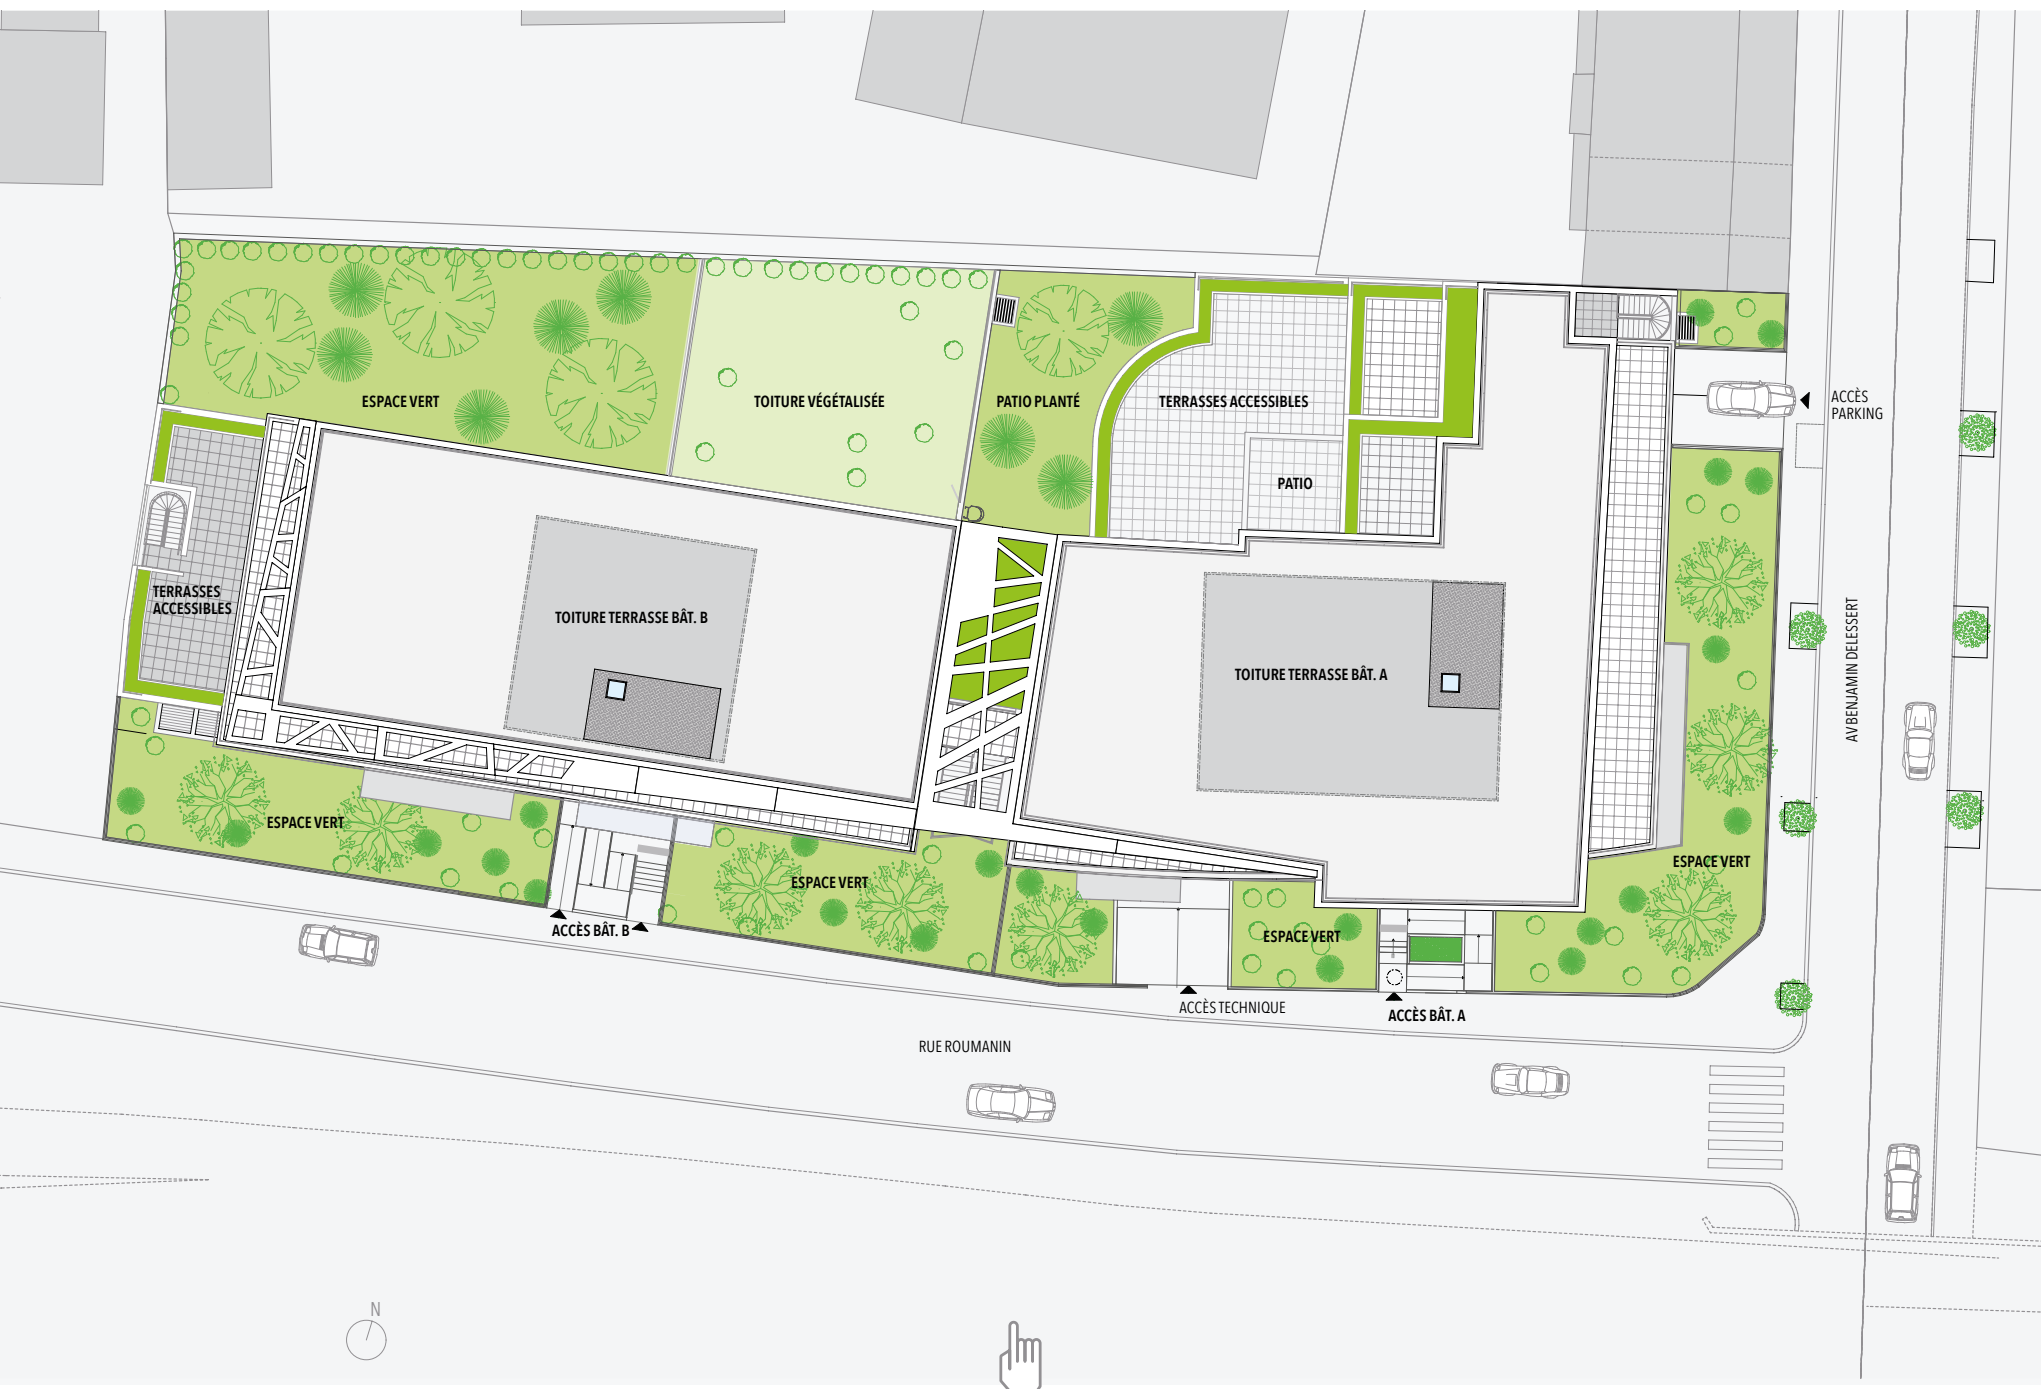 ESPACE VERT
TOITURE VÉGÉTALISÉE
PATIO PLANTÉ
TERRASSES ACCESSIBLES
ACCÈS
PARKING
PATIO
TERRASSES
ACCESSIBLES
TOITURE TERRASSE BÂT. B
TOITURE TERRASSE BÂT. A
AV BENJAMIN DELESSERT
ESPACE VERT
ESPACE VERT
ESPACE VERT
ESPACE VERT
ACCÈS BÂT. B
ACCÈS TECHNIQUE
ACCÈS BÂT. A
RUE ROUMANIN
N